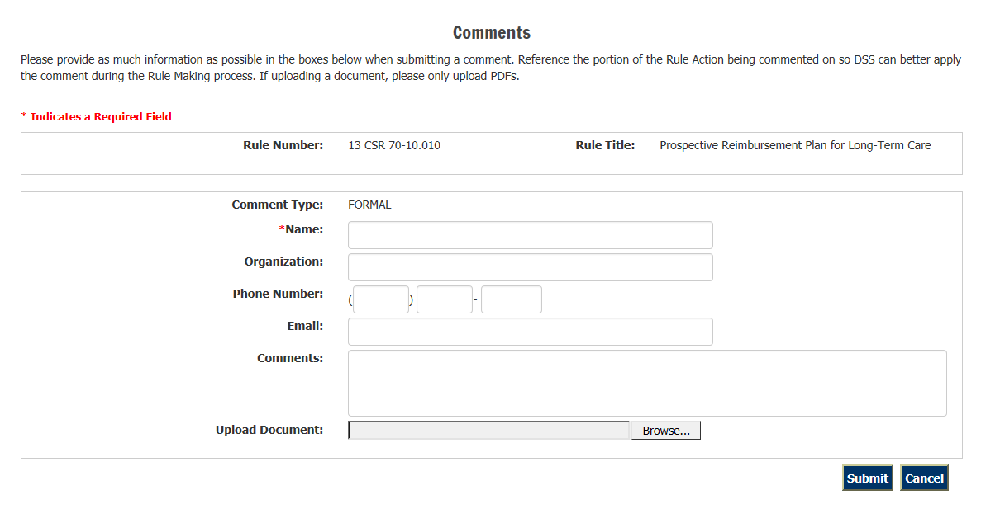 Comments
Please provide as much information as possible in the boxes below when submitting a comment. Reference the portion of the Rule Action being commented on so DSS can better apply
the comment during the Rule Making process. If uploading a document, please only upload PDFs.
* Indicates a Required Field
Rule Number: 13 CSR 70-10.010 Rule Title: Prospective Reimbursement Plan for Long-Term Care
Comment Type: FORMAL
*Name:
Organization:
Phone Number: ( ) -
Email:
Comments:
Upload Document: Browse...
Submit Cancel